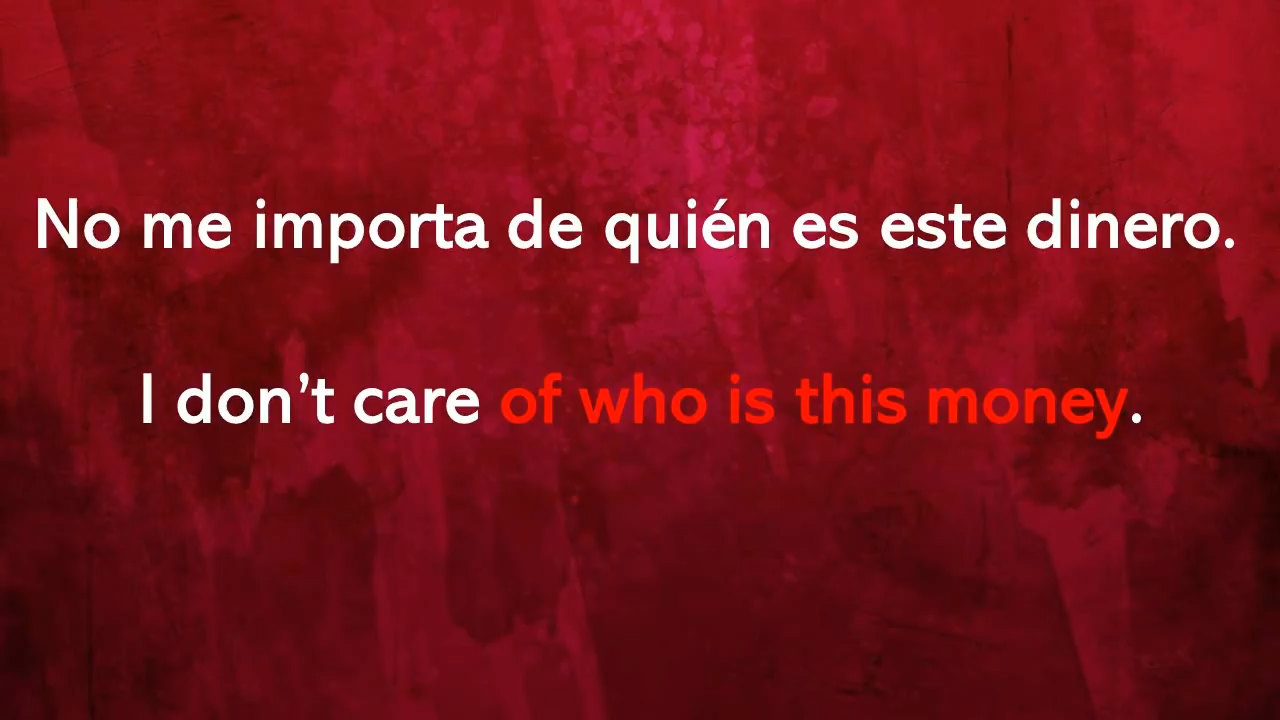 No me importa de quién es este dinero.
I don’t care of who is this money.